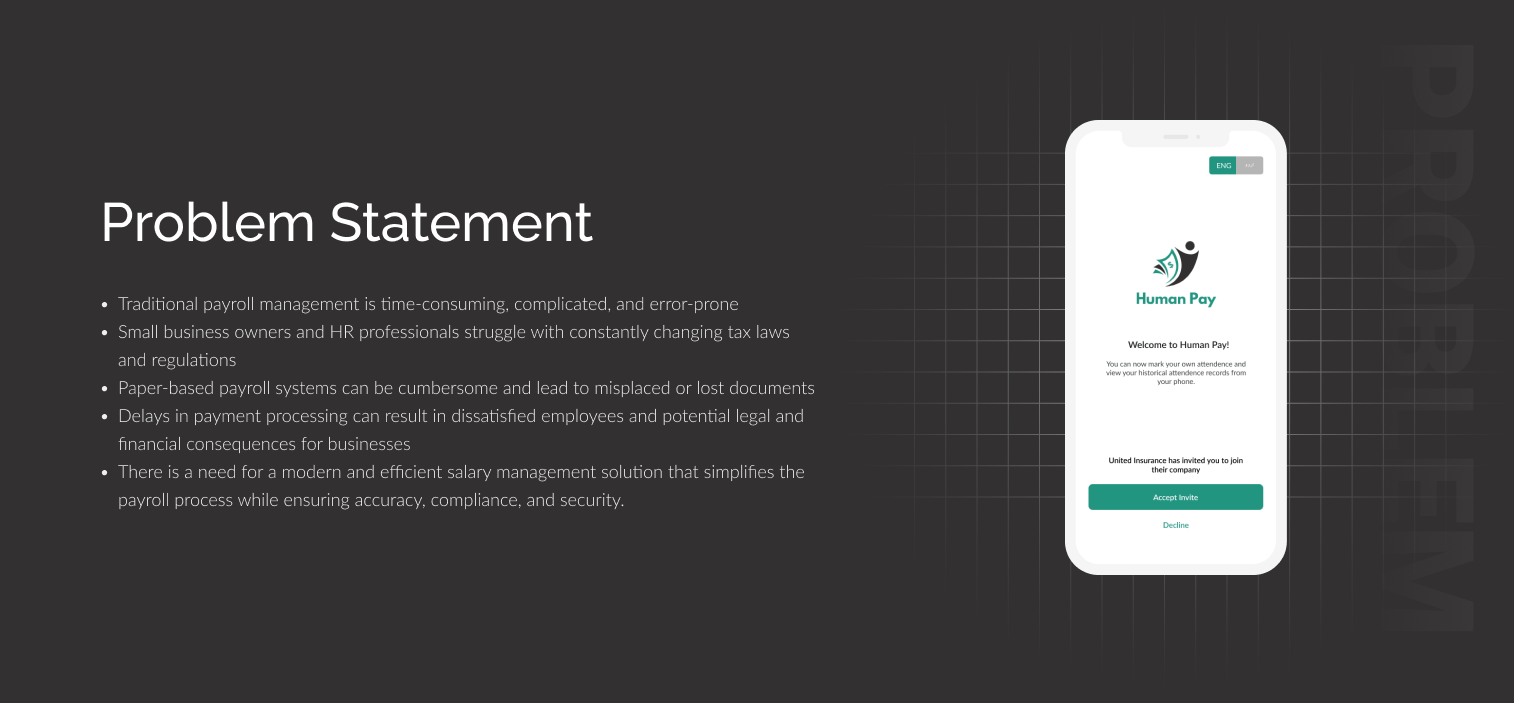 Problem Statement
• Traditional payroll management is time-consuming, complicated, and error-prone
• Small business owners and HR professionals struggle with constantly changing tax laws
and regulations
• Paper-based payroll systems can be cumbersome and lead to misplaced or lost documents
• Delays in payment processing can result in dissatisfied employees and potential legal and
financial consequences for businesses
• There is a need for a modern and efficient salary management solution that simplifies the
payroll process while ensuring accuracy, compliance, and security.
ENG
$
Human Pay
Welcome to Human Pay!
You can now mark your own attendence and
view your historical attendence records from
your phone.
United Insurance has invited you to join
their company
Accept Invite
Decline
PROBLEM